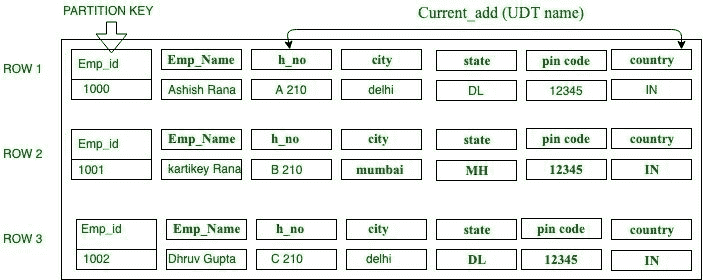 PARTITION KEY
Current_add (UDT name)
ROW 1
Emp_id Emp_Name h_no city state pin code country
1000 Ashish Rana A 210 delhi DL 12345 IN
ROW 2
Emp_id Emp_Name h_no city state pin code country
1001 kartikey Rana B 210 mumbai MH 12345 IN
ROW 3
Emp_id Emp_Name h_no city state pin code country
1002 Dhruv Gupta C 210 delhi DL 12345 IN